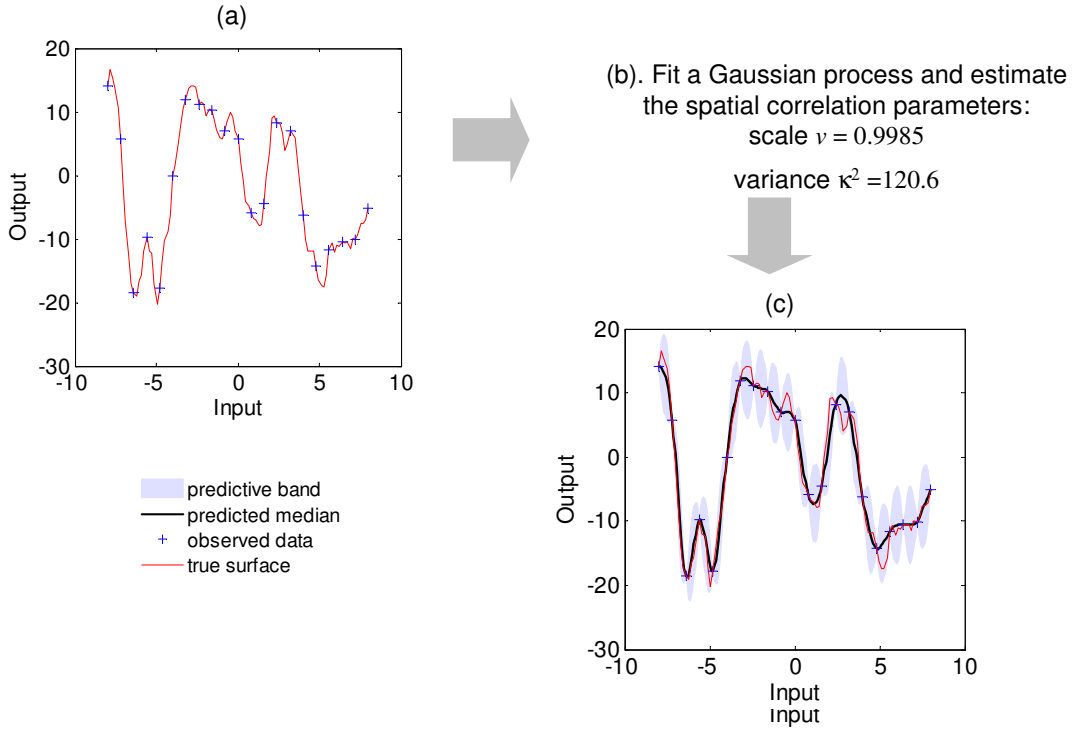 (a)
20
10
0
-10
-20
-30
-10
-5
0
5
10
Output
Input
(b). Fit a Gaussian process and estimate
the spatial correlation parameters:
scale ν = 0.9985
variance κ² =120.6
predictive band
predicted median
observed data
true surface
(c)
20
10
0
-10
-20
-30
-10
-5
0
5
10
Output
Input
Input